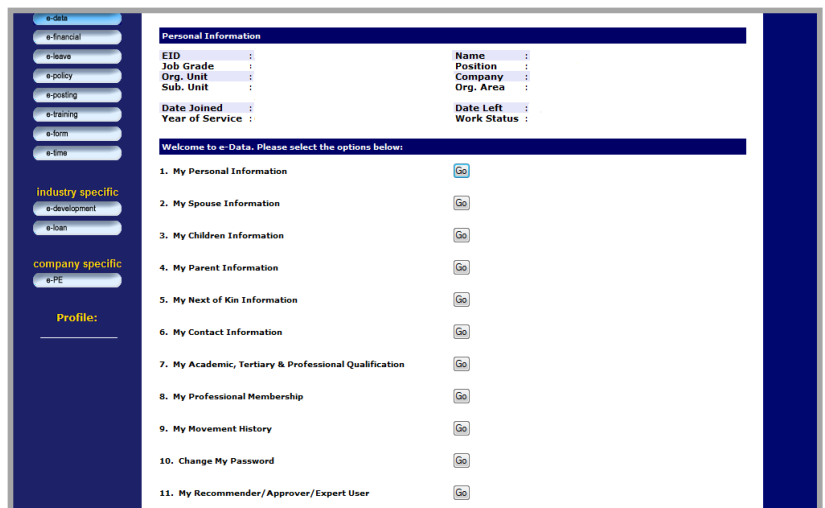 e-data
e-financial
e-leave
e-policy
e-posting
e-training
e-form
e-time
industry specific
e-development
e-loan
company specific
e-PE
Profile:
Personal Information
EID : Name :
Job Grade : Position :
Org. Unit : Company :
Sub. Unit : Org. Area :
Date Joined : Date Left :
Year of Service : Work Status :
Welcome to e-Data. Please select the options below:
1. My Personal Information Go
2. My Spouse Information Go
3. My Children Information Go
4. My Parent Information Go
5. My Next of Kin Information Go
6. My Contact Information Go
7. My Academic, Tertiary & Professional Qualification Go
8. My Professional Membership Go
9. My Movement History Go
10. Change My Password Go
11. My Recommender/Approver/Expert User Go